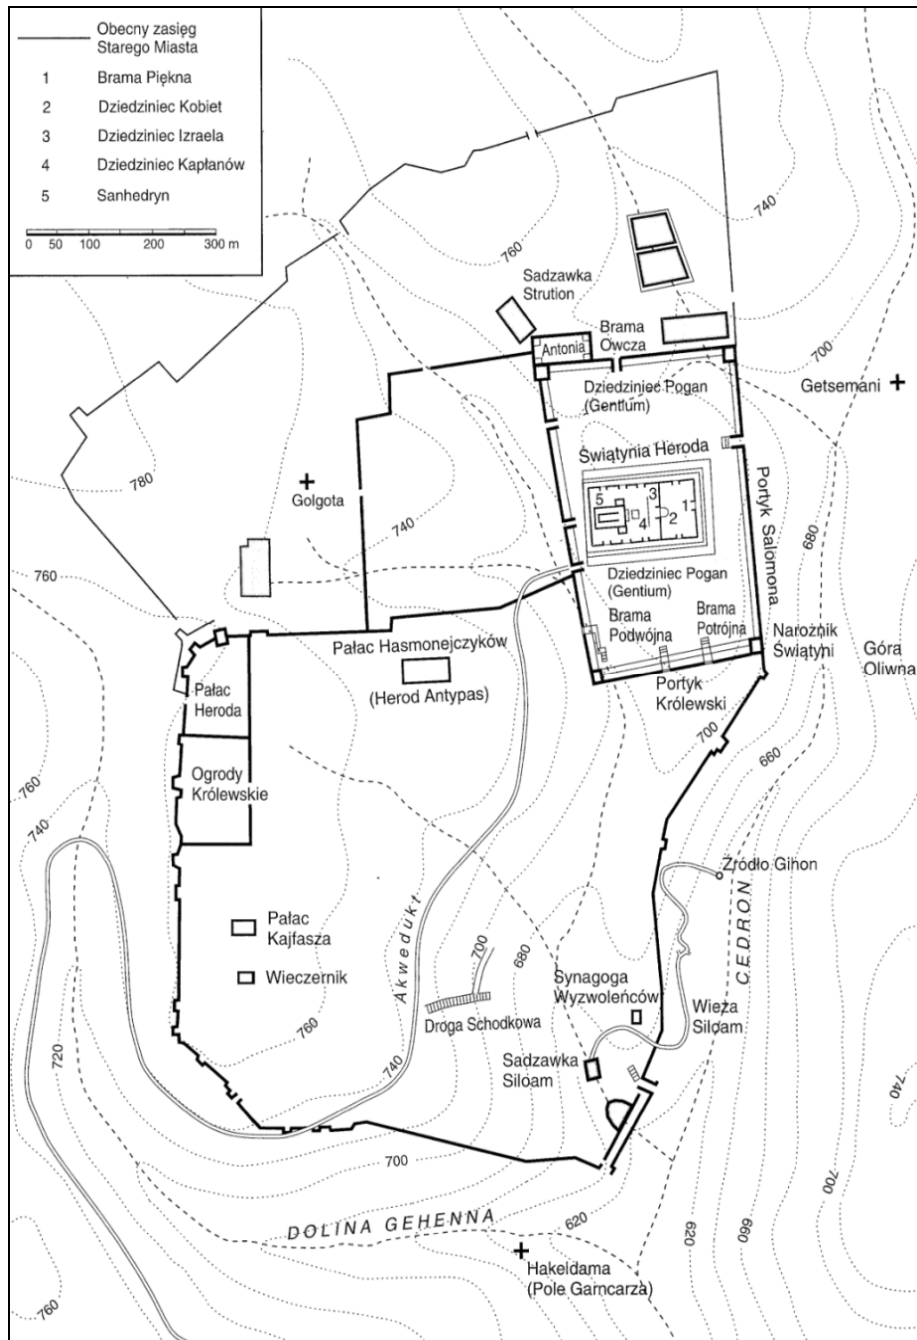 Obecny zasięg
Starego Miasta
1 Brama Piękna
2 Dziedziniec Kobiet
3 Dziedziniec Izraela
4 Dziedziniec Kapłanów
5 Sanhedryn
0 50 100 200 300 m
740
760
Sadzawka
Strution
Brama
Owcza
Antonia
700
Dziedziniec Pogan
(Gentium)
Getsemani
Świątynia Heroda
780
Golgota
740
5
3
1
4
2
Portyk Salomona
680
760
Dziedziniec Pogan
(Gentium)
Brama
Podwójna
Brama
Potrójna
Narożnik
Świątyni
Góra
Oliwna
Pałac Hasmonejczyków
(Herod Antypas)
Pałac
Heroda
Portyk
Królewski
700
660
Ogrody
Królewskie
760
740
Źródło Gihon
Pałac
Kajfasza
Wieczernik
Akwedukt
700
680
CEDRON
Synagoga
Wyzwoleńców
Wieża
Siloam
Droga Schodkowa
760
720
740
Sadzawka
Siloam
740
700
700
DOLINA GEHENNA
620
620
660
Hakeldama
(Pole Garncarza)
760